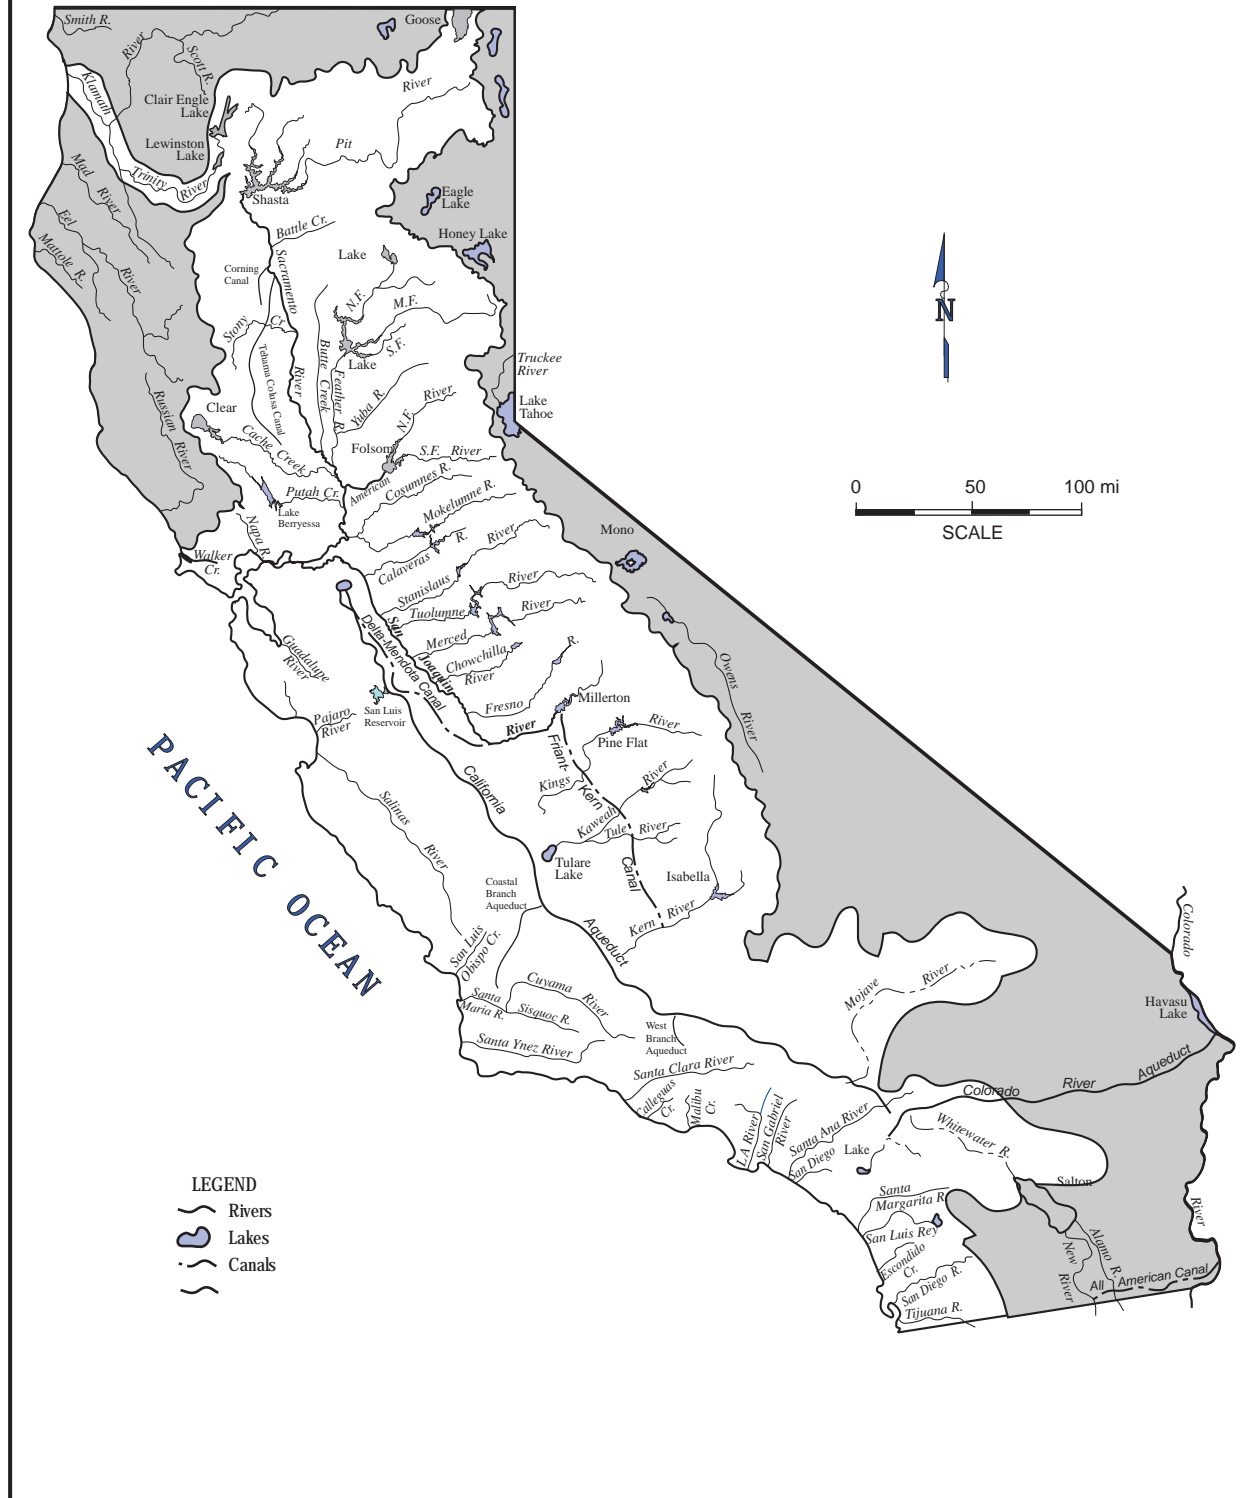 Smith R.
Goose
River
Scott R.
Klamath
River
Clair Engle
Lake
Pit
Lewinston
Lake
Trinity
River
Mad
River
Shasta
Eagle
Lake
Eel
River
Battle Cr.
Honey Lake
Mattole R.
Corning
Canal
Sacramento
River
Lake
N.F.
M.F.
Stony
Cr.
S.F.
Lake
Tehama Colusa Canal
Butte
Creek
Feather
R.
Yuba R.
Truckee
River
Lake
Tahoe
Russian
River
Clear
Cache Creek
N.F.
River
Folsom
S.F. River
American
Cosumnes R.
Putah Cr.
Lake
Berryessa
Mokelumne R.
Napa R.
Walker
Cr.
Calaveras
R.
Stanislaus
River
Tuolumne
River
Mono
0
50
100 mi
SCALE
N
San
Joaquin
River
Delta-Mendota Canal
Merced
River
Chowchilla
River
Guadalupe
River
Fresno
R.
Millerton
San Luis
Reservoir
Pajaro
River
Owens
River
Pine Flat
River
Kings
Friant-
Kern
Canal
California
Aqueduct
PACIFIC OCEAN
Salinas
River
Kaweah
River
Tule River
Tulare
Lake
Isabella
Kern River
Coastal
Branch
Aqueduct
San Luis
Obispo Cr.
Cuyama
River
Santa
Maria R.
Sisquoc R.
Santa Ynez River
West
Branch
Aqueduct
Mojave
River
Colorado
Havasu
Lake
Santa Clara River
Calleguas
Cr.
Malibu
Cr.
LA River
San Gabriel
River
Santa Ana River
San Diego
Lake
Colorado
River
Aqueduct
Whitewater R.
Salton
Santa
Margarita R.
San Luis Rey
Escondido
Cr.
San Diego R.
Tijuana R.
New
River
Alamo R.
All American Canal
River
LEGEND
Rivers
Lakes
Canals